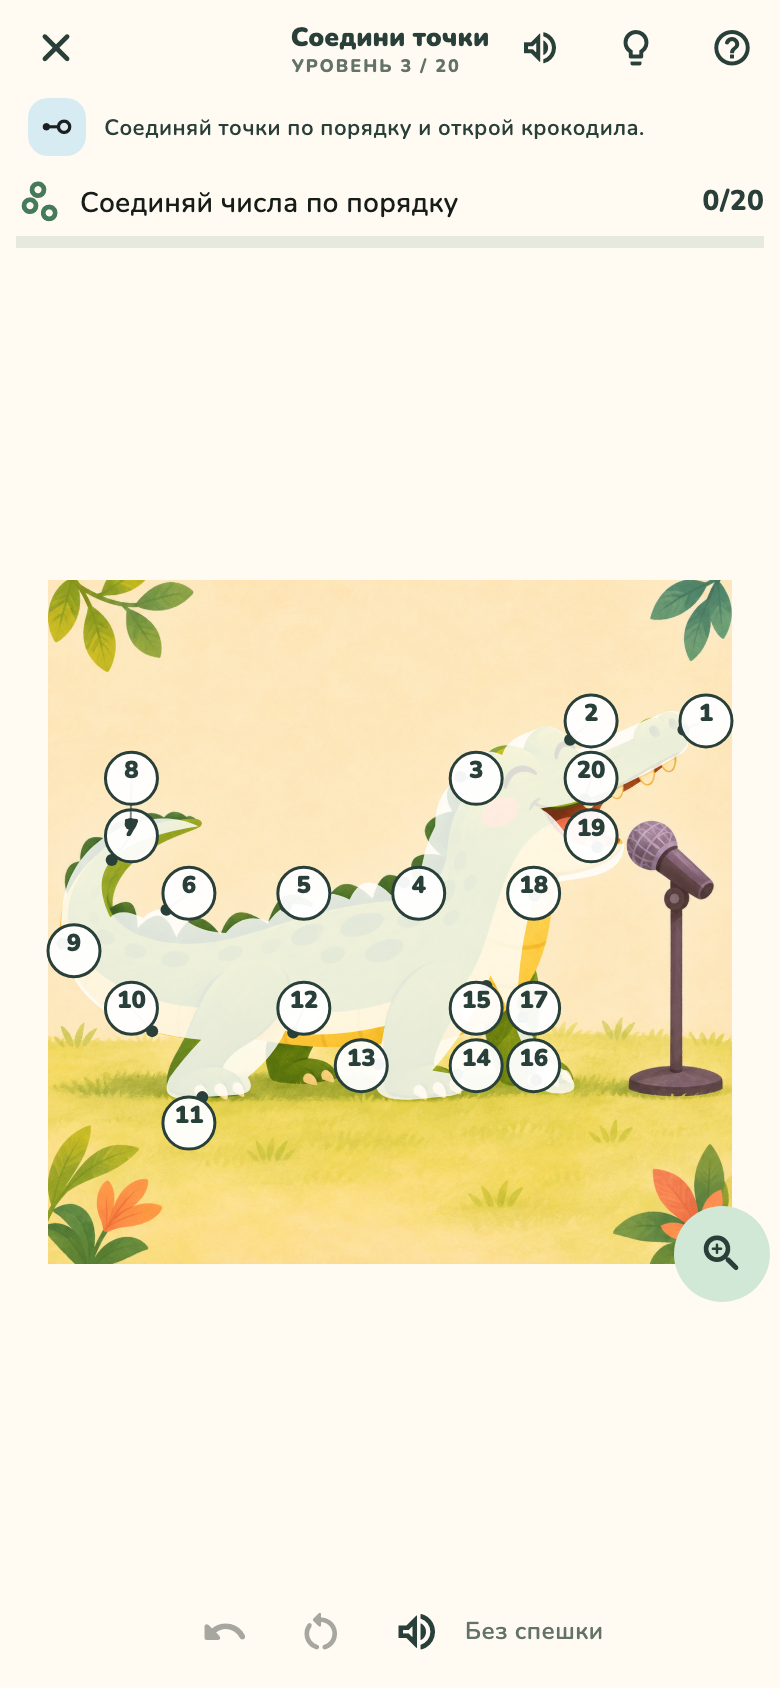 Соедини точки
УРОВЕНЬ 3 / 20
Соединяй точки по порядку и открой крокодила.
Соединяй числа по порядку 0/20
2 1
8 3 20
7 19
6 5 4 18
9
10 12 15 17
13 14 16
11
Без спешки